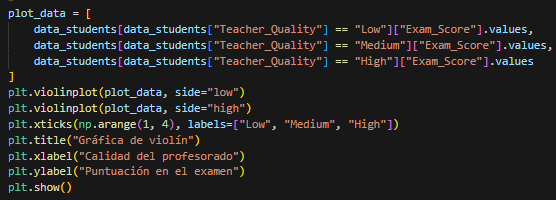 plot_data = [
    data_students[data_students["Teacher_Quality"] == "Low"]["Exam_Score"].values,
    data_students[data_students["Teacher_Quality"] == "Medium"]["Exam_Score"].values,
    data_students[data_students["Teacher_Quality"] == "High"]["Exam_Score"].values
]
plt.violinplot(plot_data, side="low")
plt.violinplot(plot_data, side="high")
plt.xticks(np.arange(1, 4), labels=["Low", "Medium", "High"])
plt.title("Gráfica de violín")
plt.xlabel("Calidad del profesorado")
plt.ylabel("Puntuación en el examen")
plt.show()